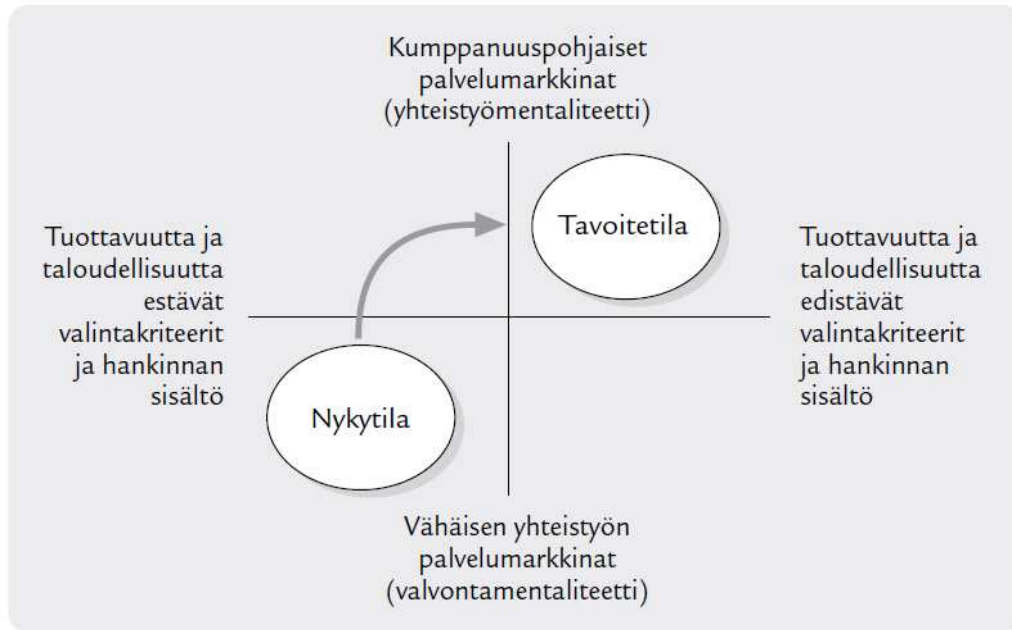 Kumppanuuspohjaiset
palvelumarkkinat
(yhteistyömentaliteetti)
Tavoitetila
Tuottavuutta ja
taloudellisuutta
estävät
valintakriteerit
ja hankinnan
sisältö
Tuottavuutta ja
taloudellisuutta
edistävät
valintakriteerit
ja hankinnan
sisältö
Nykytila
Vähäisen yhteistyön
palvelumarkkinat
(valvontamentaliteetti)